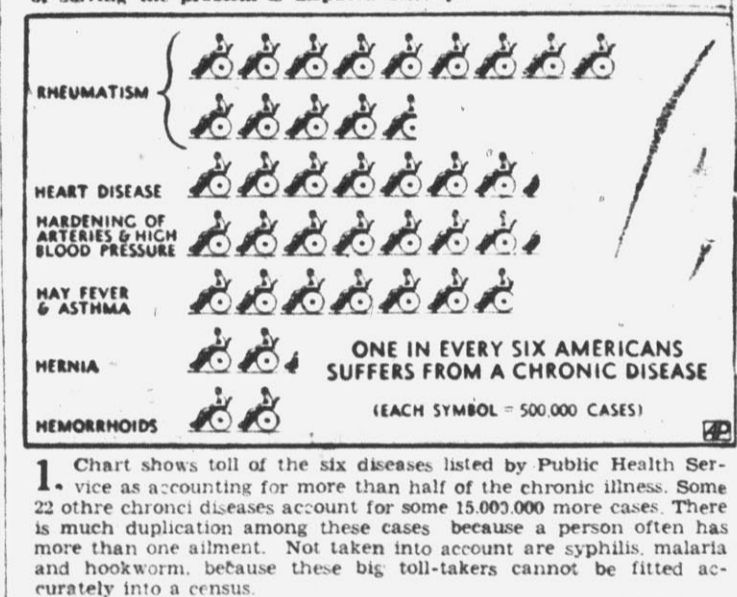 RHEUMATISM
HEART DISEASE
HARDENING OF
ARTERIES & HIGH
BLOOD PRESSURE
HAY FEVER
& ASTHMA
HERNIA
HEMORRHOIDS
ONE IN EVERY SIX AMERICANS
SUFFERS FROM A CHRONIC DISEASE
(EACH SYMBOL = 500,000 CASES)
AP
1. Chart shows toll of the six diseases listed by Public Health Ser-
vice as accounting for more than half of the chronic illness. Some
22 othre chronci diseases account for some 15.000.000 more cases. There
is much duplication among these cases because a person often has
more than one ailment. Not taken into account are syphilis, malaria
and hookworm, because these big toll-takers cannot be fitted ac-
curately into a census.